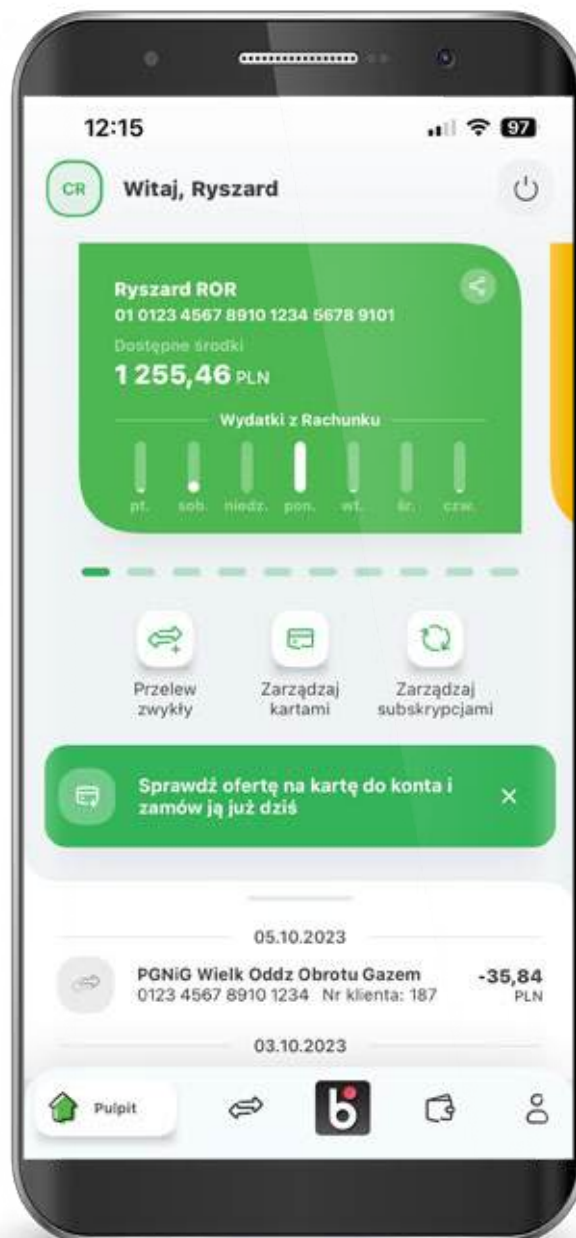 12:15
97
CR
Witaj, Ryszard
Ryszard ROR
01 0123 4567 8910 1234 5678 9101
Dostępne środki
1 255,46 PLN
Wydatki z Rachunku
pt. sob. niedz. pon. wt. śr. czw.
Przelew
zwykły
Zarządzaj
kartami
Zarządzaj
subskrypcjami
Sprawdź ofertę na kartę do konta i
zamów ją już dziś
05.10.2023
PGNiG Wielk Oddz Obrotu Gazem
-35,84
0123 4567 8910 1234 Nr klienta: 187
PLN
03.10.2023
Pulpit
b